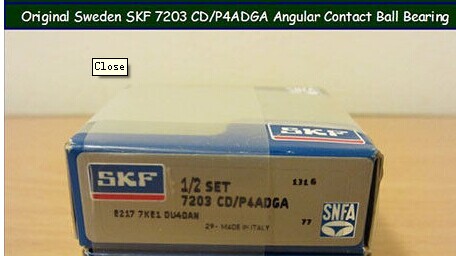 Original Sweden SKF 7203 CD/P4ADGA Angular Contact Ball Bearing
Close
SKF
SKF
1/2 SET
1316
7203 CD/P4ADGA
SNFA
77
29 - MADE IN ITALY